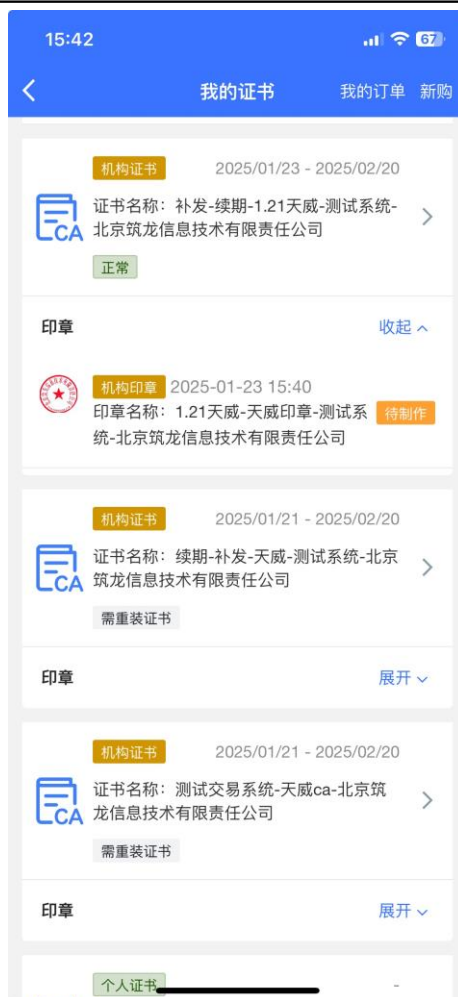 15:42
67
我的证书
我的订单 新购
机构证书 2025/01/23 - 2025/02/20
证书名称：补发-续期-1.21天威-测试系统-
北京筑龙信息技术有限责任公司
CA
正常
印章 收起
机构印章 2025-01-23 15:40
印章名称：1.21天威-天威印章-测试系
统-北京筑龙信息技术有限责任公司
待制作
机构证书 2025/01/21 - 2025/02/20
证书名称：续期-补发-天威-测试系统-北京
筑龙信息技术有限责任公司
CA
需重装证书
印章 展开
机构证书 2025/01/21 - 2025/02/20
证书名称：测试交易系统-天威ca-北京筑
龙信息技术有限责任公司
CA
需重装证书
印章 展开
个人证书 -